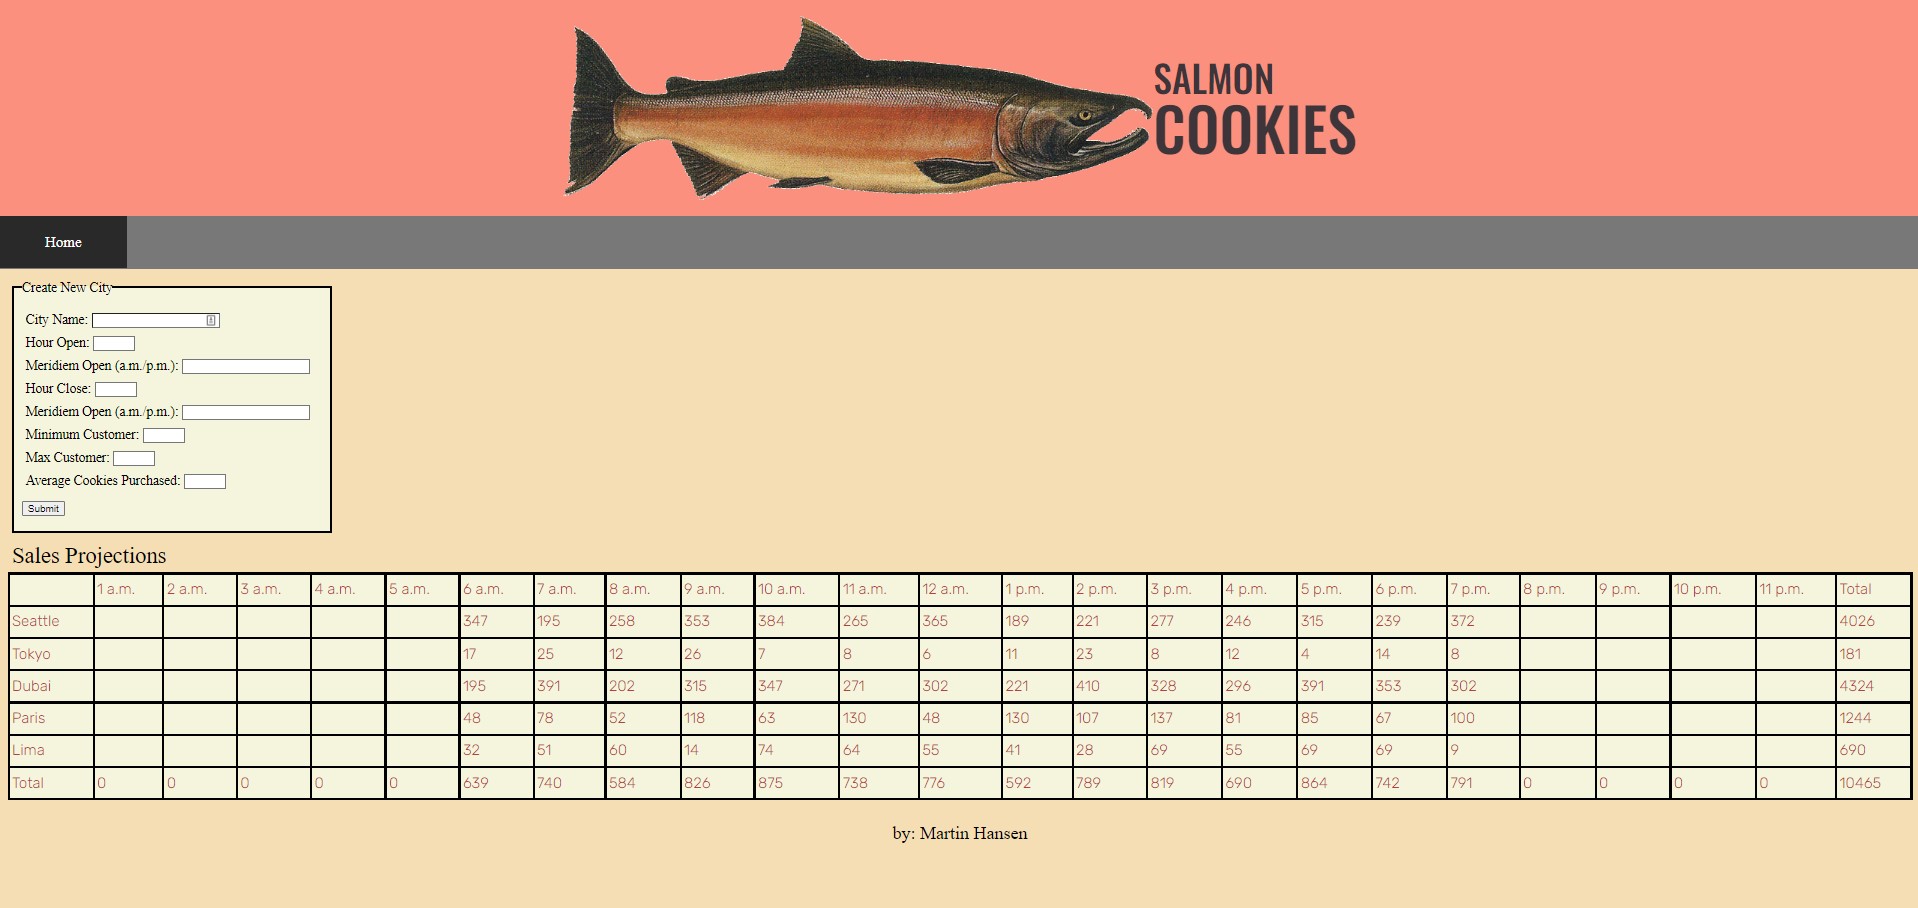 SALMON
COOKIES
Home
Create New City
City Name:
Hour Open:
Meridiem Open (a.m./p.m.):
Hour Close:
Meridiem Open (a.m./p.m.):
Minimum Customer:
Max Customer:
Average Cookies Purchased:
Submit
Sales Projections
1 a.m. 2 a.m. 3 a.m. 4 a.m. 5 a.m. 6 a.m. 7 a.m. 8 a.m. 9 a.m. 10 a.m. 11 a.m. 12 a.m. 1 p.m. 2 p.m. 3 p.m. 4 p.m. 5 p.m. 6 p.m. 7 p.m. 8 p.m. 9 p.m. 10 p.m. 11 p.m. Total
Seattle 347 195 258 353 384 265 365 189 221 277 246 315 239 372 4026
Tokyo 17 25 12 26 7 8 6 11 23 8 12 4 14 8 181
Dubai 195 391 202 315 347 271 302 221 410 328 296 391 353 302 4324
Paris 48 78 52 118 63 130 48 130 107 137 81 85 67 100 1244
Lima 32 51 60 14 74 64 55 41 28 69 55 69 69 9 690
Total 0 0 0 0 0 639 740 584 826 875 738 776 592 789 819 690 864 742 791 0 0 0 0 10465
by: Martin Hansen